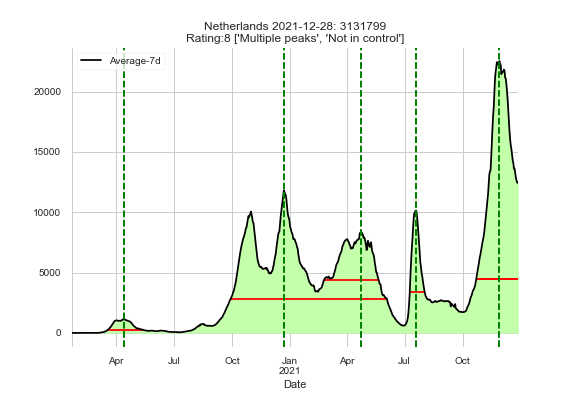 Netherlands 2021-12-28: 3131799
Rating:8 ['Multiple peaks', 'Not in control']
Average-7d
20000
15000
10000
5000
0
Apr Jul Oct Jan Apr Jul Oct
2021
Date